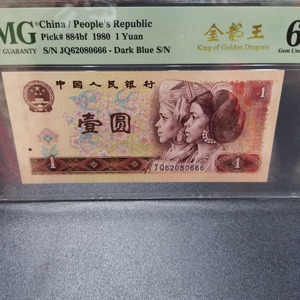 MG China / People's Republic
GUARANTY Pick# 884bf 1980 1 Yuan
S/N JQ62080666 - Dark Blue S/N
金龍王
King of Golden Dragons
6
Gem Unc
中国人民银行
1
壹圆
1
1
JQ62080666